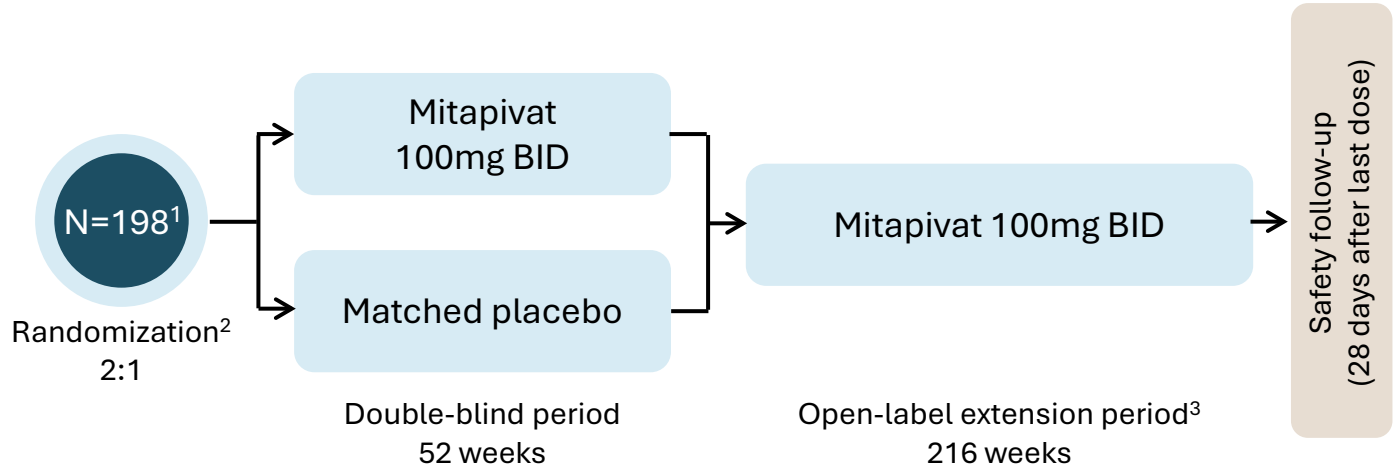 N=198¹
Randomization²
2:1
Mitapivat
100mg BID
Matched placebo
Double-blind period
52 weeks
Mitapivat 100mg BID
Open-label extension period³
216 weeks
Safety follow-up
(28 days after last dose)